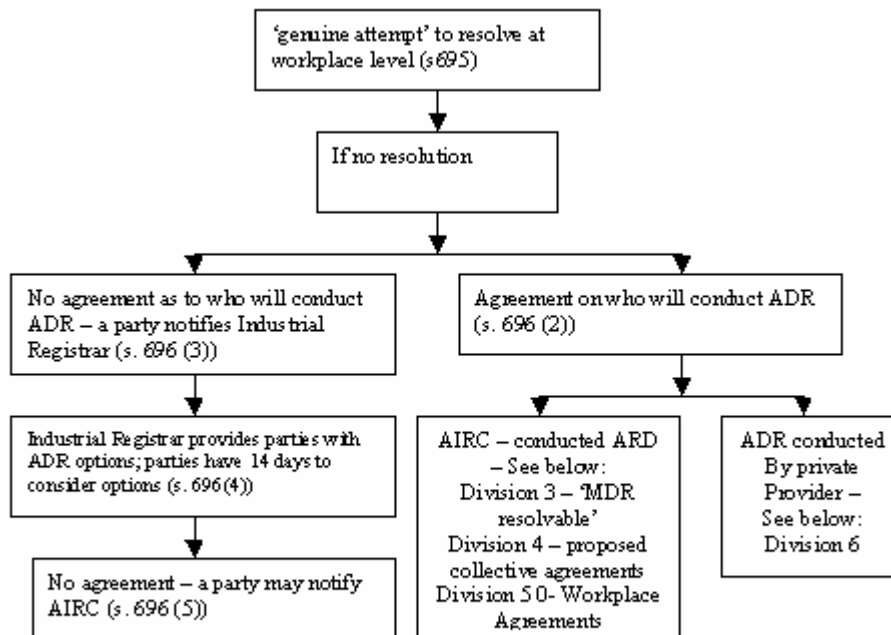 ‘genuine attempt’ to resolve at
workplace level (s695)
If no resolution
No agreement as to who will conduct
ADR – a party notifies Industrial
Registrar (s. 696 (3))
Agreement on who will conduct ADR
(s. 696 (2))
Industrial Registrar provides parties with
ADR options; parties have 14 days to
consider options (s. 696(4))
AIRC – conducted ARD
– See below:
Division 3 – ‘MDR
resolvable’
Division 4 – proposed
collective agreements
Division 50- Workplace
Agreements
ADR conducted
By private
Provider –
See below:
Division 6
No agreement – a party may notify
AIRC (s. 696 (5))